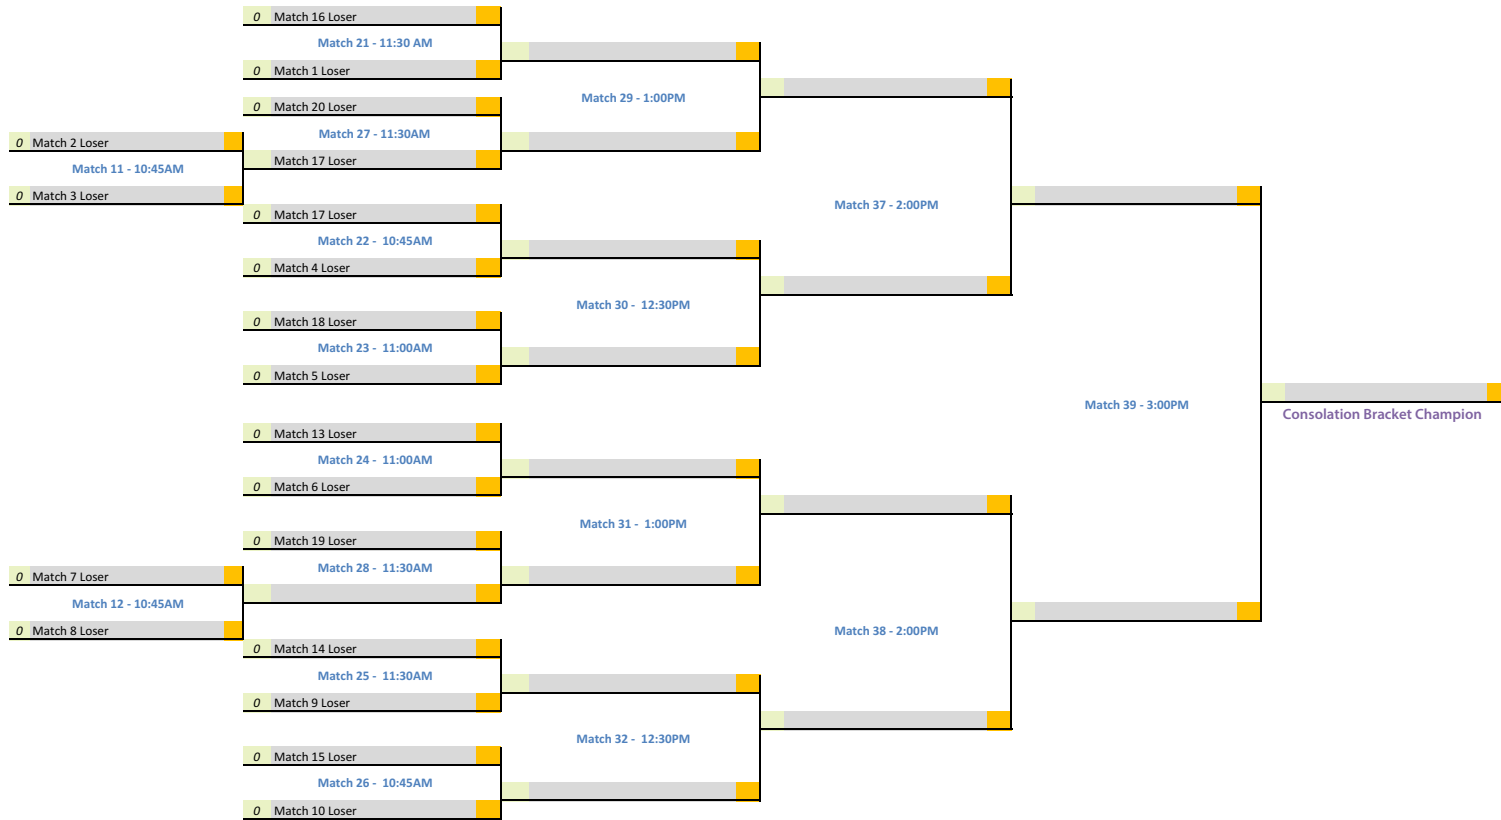 0 Match 16 Loser
Match 21 - 11:30 AM
0 Match 1 Loser
0 Match 20 Loser
Match 27 - 11:30AM
Match 17 Loser
0 Match 2 Loser
Match 11 - 10:45AM
0 Match 3 Loser
0 Match 17 Loser
Match 22 -  10:45AM
0 Match 4 Loser
0 Match 18 Loser
Match 23 -  11:00AM
0 Match 5 Loser
0 Match 13 Loser
Match 24 -  11:00AM
0 Match 6 Loser
0 Match 19 Loser
Match 28 -  11:30AM
0 Match 7 Loser
Match 12 - 10:45AM
0 Match 8 Loser
0 Match 14 Loser
Match 25 -  11:30AM
0 Match 9 Loser
0 Match 15 Loser
Match 26 -  10:45AM
0 Match 10 Loser
Match 29 - 1:00PM
Match 30 -  12:30PM
Match 31 -  1:00PM
Match 32 -  12:30PM
Match 37 - 2:00PM
Match 38 - 2:00PM
Match 39 - 3:00PM
Consolation Bracket Champion